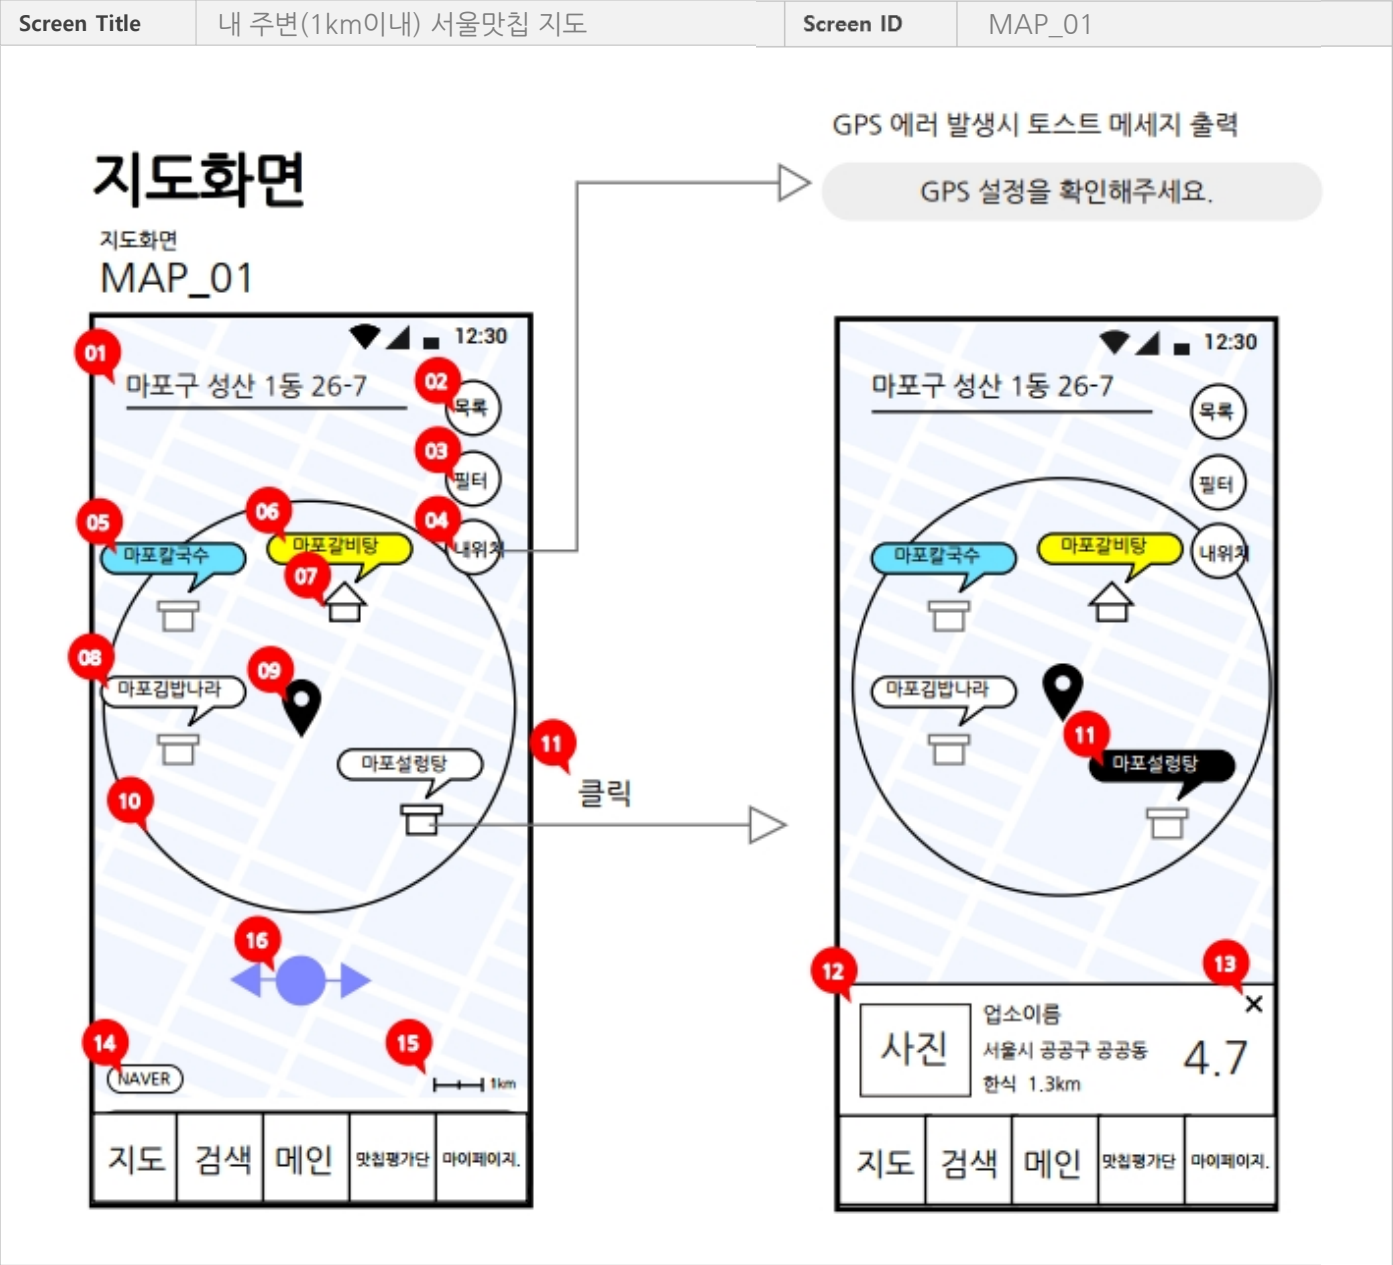 Screen Title
내 주변(1km이내) 서울맛칩 지도
Screen ID
MAP_01
GPS 에러 발생시 토스트 메세지 출력
GPS 설정을 확인해주세요.
지도화면
지도화면
MAP_01
12:30
01
마포구 성산 1동 26-7
02
목록
03
필터
04
내위치
05
마포칼국수
06
마포갈비탕
07
08
마포김밥나라
09
마포설렁탕
10
11
클릭
16
14
NAVER
15
1km
지도
검색
메인
맛칩평가단
마이페이지.
12:30
마포구 성산 1동 26-7
목록
필터
내위치
마포칼국수
마포갈비탕
마포김밥나라
11
마포설렁탕
12
13
사진
업소이름
서울시 공공구 공공동
한식 1.3km
4.7
지도
검색
메인
맛칩평가단
마이페이지.